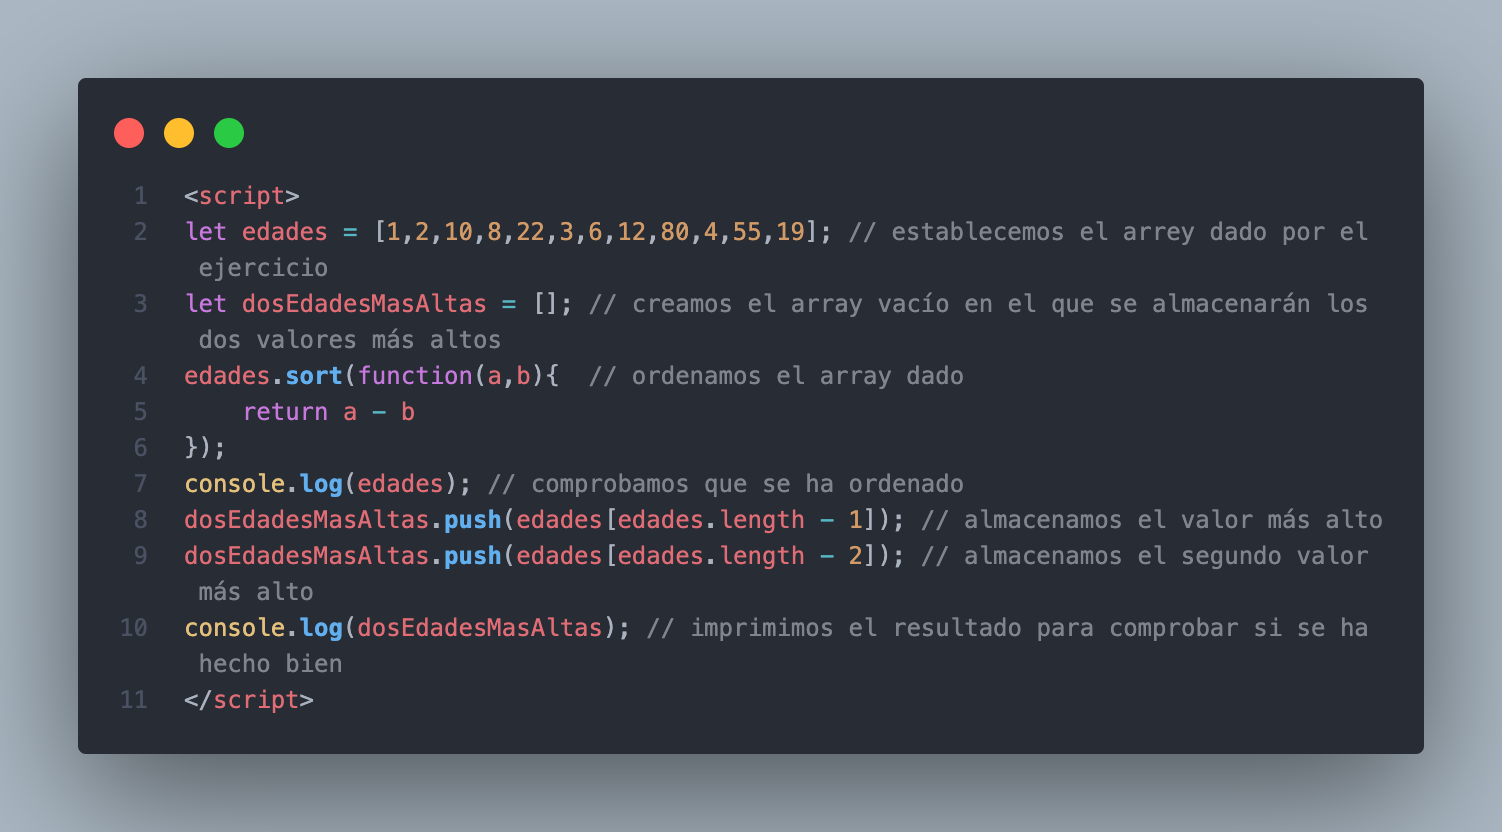 1 <script>
2 let edades = [1,2,10,8,22,3,6,12,80,4,55,19]; // establecemos el arrey dado por el
ejercicio
3 let dosEdadesMasAltas = []; // creamos el array vacío en el que se almacenarán los
dos valores más altos
4 edades.sort(function(a,b){  // ordenamos el array dado
5     return a - b
6 });
7 console.log(edades); // comprobamos que se ha ordenado
8 dosEdadesMasAltas.push(edades[edades.length - 1]); // almacenamos el valor más alto
9 dosEdadesMasAltas.push(edades[edades.length - 2]); // almacenamos el segundo valor
más alto
10 console.log(dosEdadesMasAltas); // imprimimos el resultado para comprobar si se ha
hecho bien
11 </script>